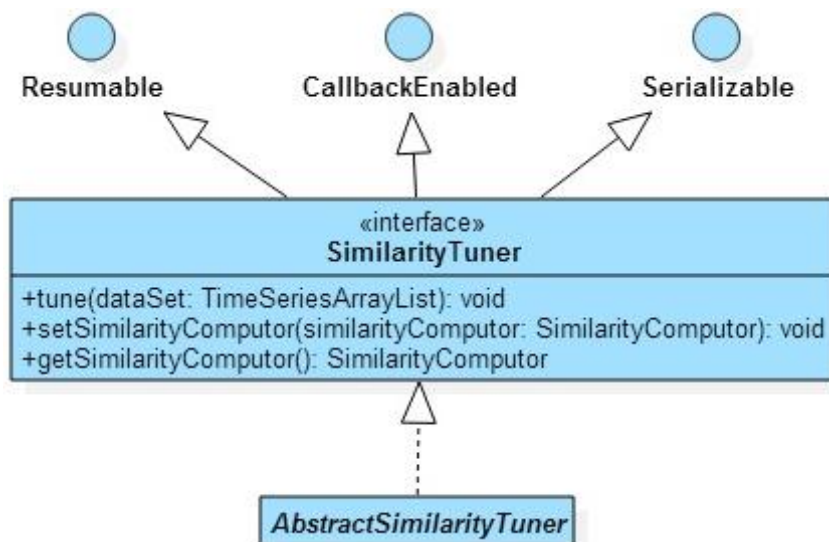 Resumable CallbackEnabled Serializable
«interface»
SimilarityTuner
+tune(dataSet: TimeSeriesArrayList): void
+setSimilarityComputor(similarityComputor: SimilarityComputor): void
+getSimilarityComputor(): SimilarityComputor
AbstractSimilarityTuner